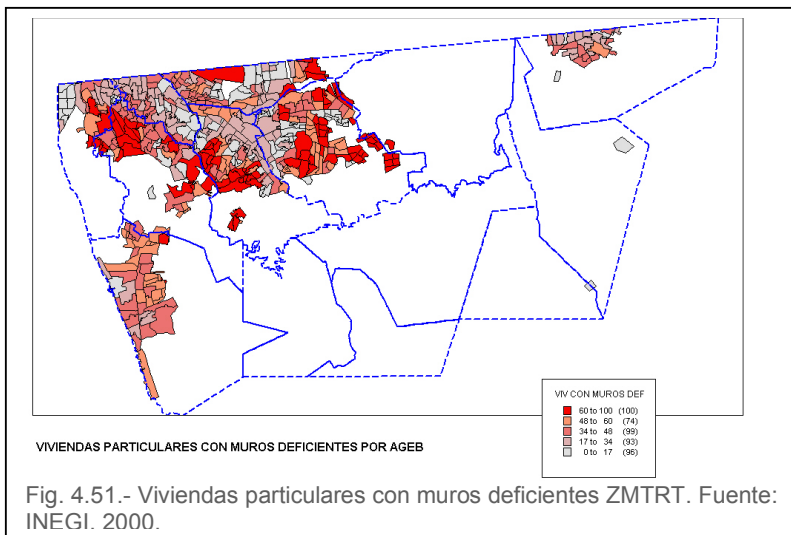 VIV CON MUROS DEF
60 to 100 (100)
48 to 60 (74)
34 to 48 (99)
17 to 34 (93)
0 to 17 (96)
VIVIENDAS PARTICULARES CON MUROS DEFICIENTES POR AGEB
Fig. 4.51.- Viviendas particulares con muros deficientes ZMTRT. Fuente:
INEGI. 2000.